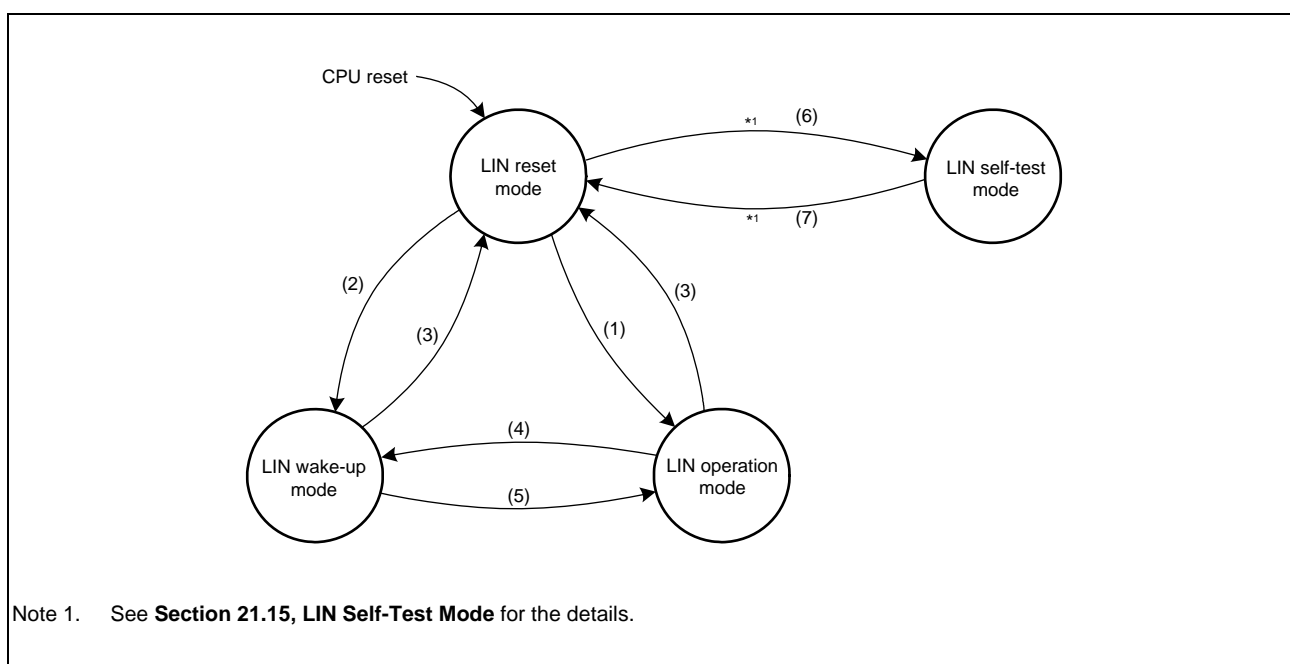 CPU reset
LIN reset
mode
*1
(6)
LIN self-test
mode
*1
(7)
(2)
(3)
(1)
(3)
LIN wake-up
mode
(4)
(5)
LIN operation
mode
Note 1. See Section 21.15, LIN Self-Test Mode for the details.